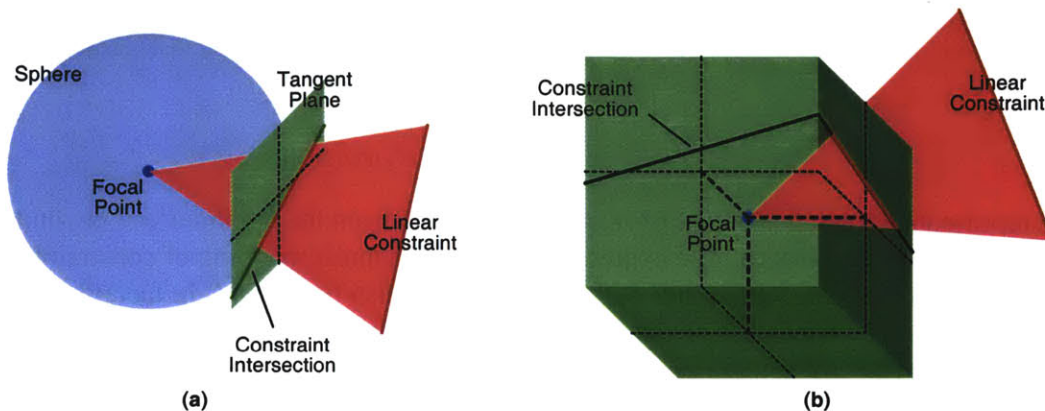 Sphere
Tangent
Plane
Focal
Point
Linear
Constraint
Constraint
Intersection
(a)
Constraint
Intersection
Linear
Constraint
Focal
Point
(b)